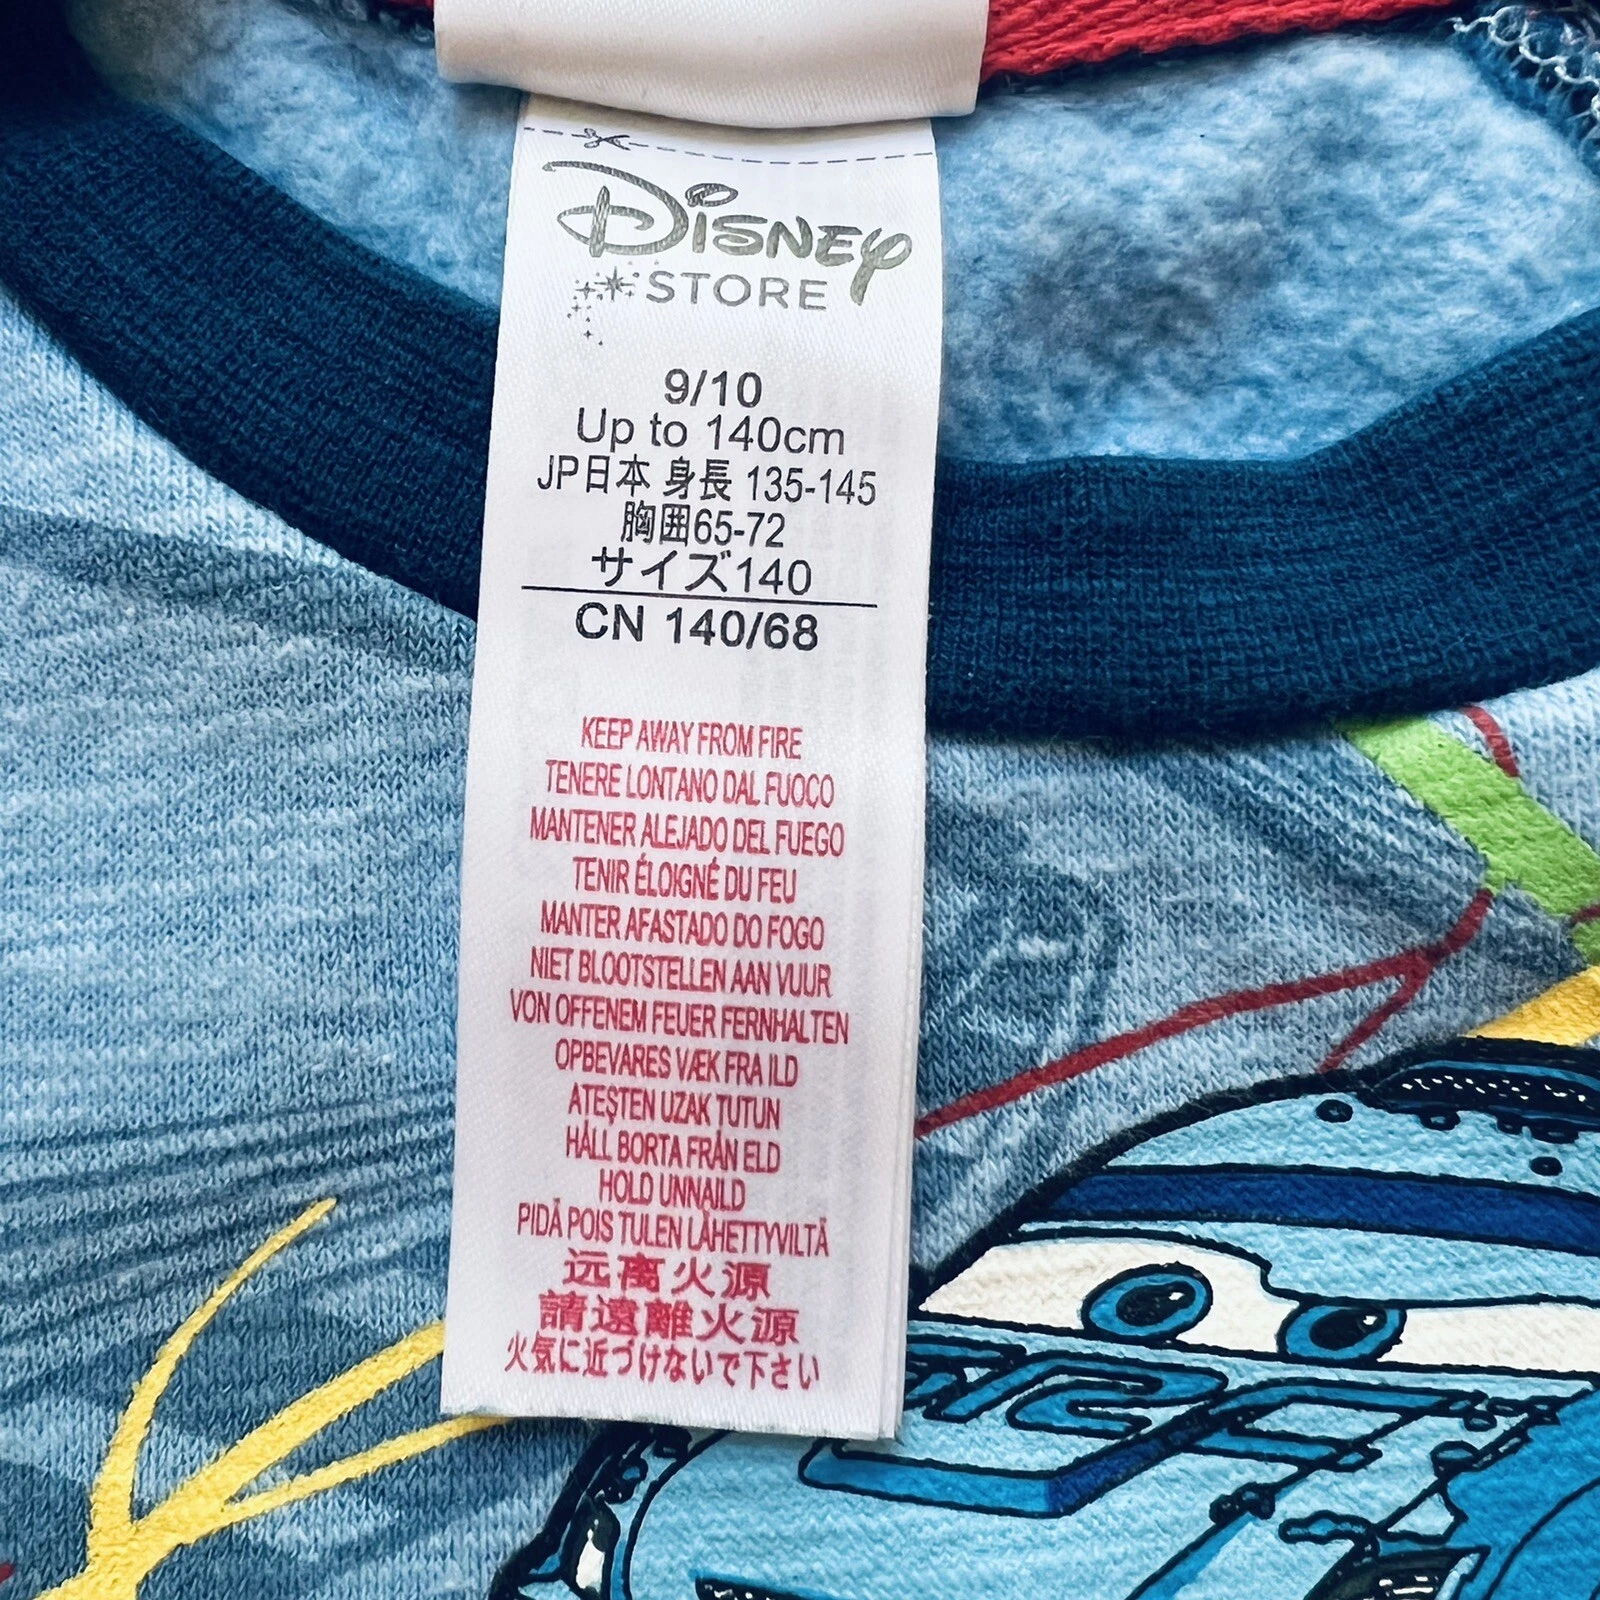 Disney
STORE
9/10
Up to 140cm
JP日本 身長 135-145
胸囲65-72
サイズ140
CN 140/68
KEEP AWAY FROM FIRE
TENERE LONTANO DAL FUOCO
MANTENER ALEJADO DEL FUEGO
TENIR ÉLOIGNÉ DU FEU
MANTER AFASTADO DO FOGO
NIET BLOOTSTELLEN AAN VUUR
VON OFFENEM FEUER FERNHALTEN
OPBEVARES VÆK FRA ILD
ATEŞTEN UZAK TUTUN
HÅLL BORTA FRÅN ELD
HOLD UNNAILD
PIDÄ POIS TULEN LÄHETTYVILTÄ
远离火源
請遠離火源
火気に近づけないで下さい